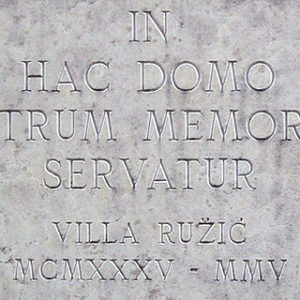 IN
HAC DOMO
TRUM MEMOR
SERVATUR
VILLA RUŽIĆ
MCMXXXV - MMV